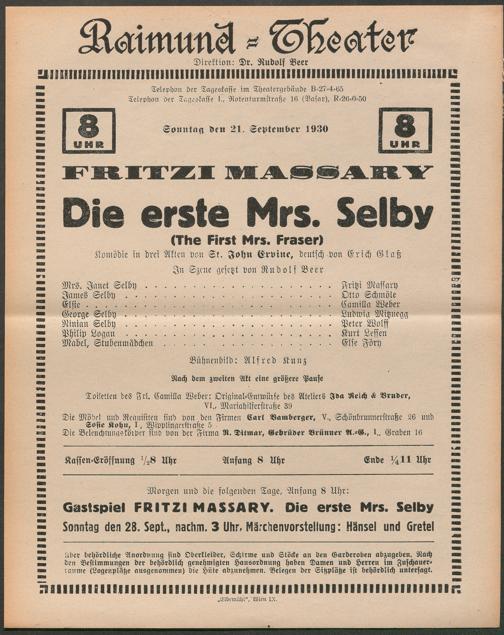 Raimund-Theater
Direktion: Dr. Rudolf Beer
Telephon der Tageskasse im Theatergebäude B-27-4-65
Telephon der Tageskasse I., Rotenturmstraße 16 (Basar), R-26-0-50
8 UHR
Sonntag den 21. September 1930
8 UHR
FRITZI MASSARY
Die erste Mrs. Selby
(The First Mrs. Fraser)
Komödie in drei Akten von St. John Ervine, deutsch von Erich Glaß
In Szene gesetzt von Rudolf Beer
Mrs. Janet Selby . . . . Fritzi Massary
James Selby . . . . Otto Schmöle
Elsie . . . . Camilla Weber
George Selby . . . . Ludwig
Ninian Selby . . . . Peter Wolff
Philip Logan . . . . Kurt Lessen
Mabel, Stubenmädchen . . . . Else Föry
Bühnenbild: Alfred Kunz
Nach dem zweiten Akt eine größere Pause
Toiletten des Frl. Camilla Weber: Original-Entwürfe des Ateliers Ida Reich & Bruder,
VI., Mariahilferstraße 39
Die Möbel und Requisiten sind von den Firmen Carl Bamberger, V., Schönbrunnerstraße 26 und
Sofie Kohn, I., Wipplingerstraße 5
Die Beleuchtungskörper sind von der Firma R. Ditmar, Gebrüder Brünner A.-G., I., Graben 16
Kassen-Eröffnung ½8 Uhr Anfang 8 Uhr Ende ¼11 Uhr
Morgen und die folgenden Tage, Anfang 8 Uhr:
Gastspiel FRITZI MASSARY. Die erste Mrs. Selby
Sonntag den 28. Sept., nachm. 3 Uhr, Märchenvorstellung: Hänsel und Gretel
Über behördliche Anordnung sind Oberkleider, Schirme und Stöcke an den Garderoben abzugeben. Nach
den Bestimmungen der behördlich genehmigten Hausordnung haben Damen und Herren im Zuschauer-
raume (Logenplätze ausgenommen) die Hüte abzunehmen. Belegen der Sitzplätze ist behördlich untersagt.
„Elbemühl", Wien IX.